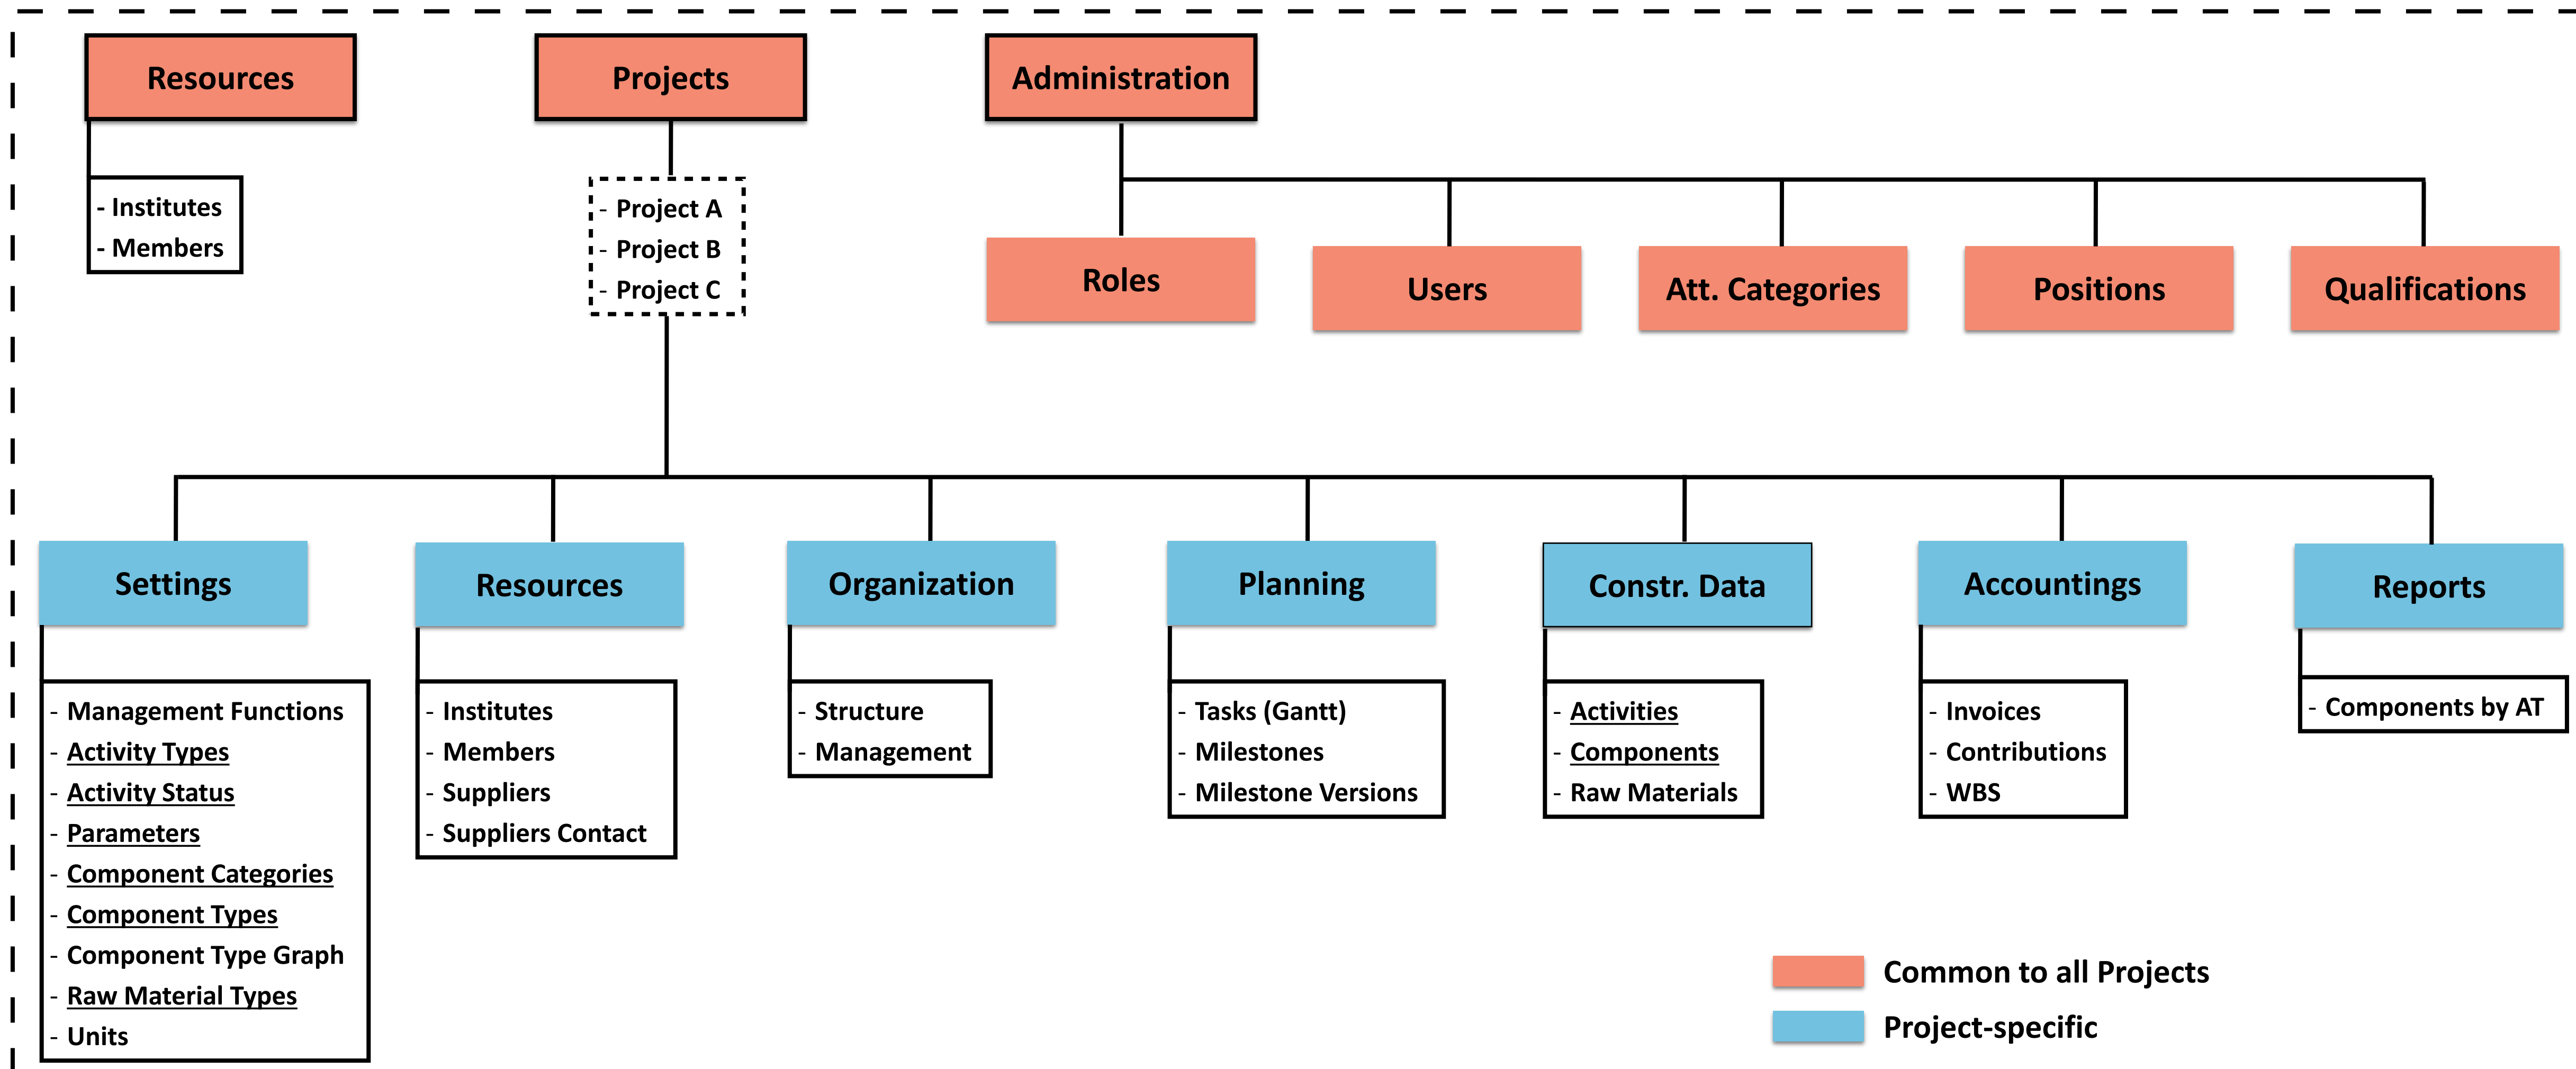 Resources
Projects
Administration
- Institutes
- Members
- Project A
- Project B
- Project C
Roles
Users
Att. Categories
Positions
Qualifications
Settings
Resources
Organization
Planning
Constr. Data
Accountings
Reports
- Management Functions
- Activity Types
- Activity Status
- Parameters
- Component Categories
- Component Types
- Component Type Graph
- Raw Material Types
- Units
- Institutes
- Members
- Suppliers
- Suppliers Contact
- Structure
- Management
- Tasks (Gantt)
- Milestones
- Milestone Versions
- Activities
- Components
- Raw Materials
- Invoices
- Contributions
- WBS
- Components by AT
Common to all Projects
Project-specific